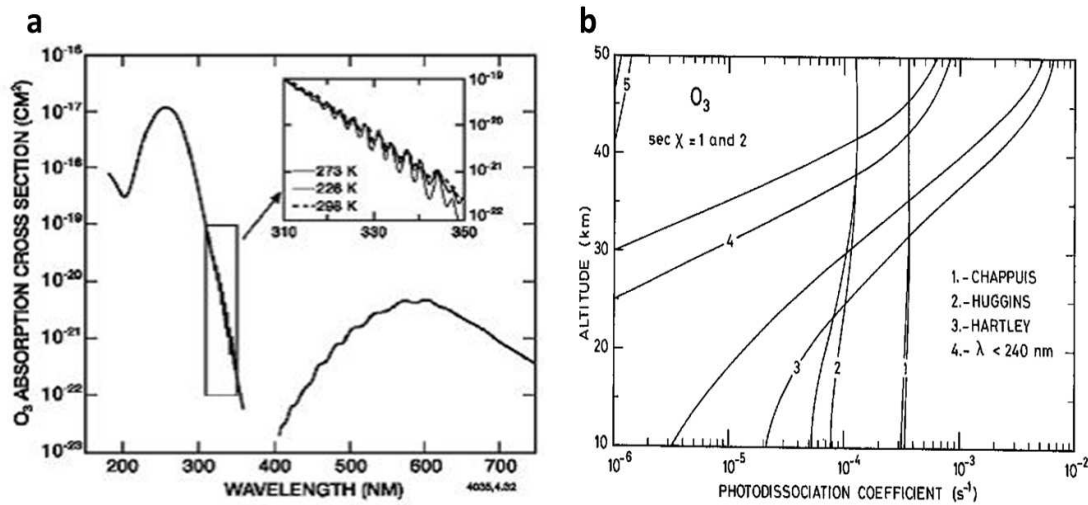 a
O₃ ABSORPTION CROSS SECTION (CM²)
10⁻¹⁶
10⁻¹⁷
10⁻¹⁸
10⁻¹⁹
10⁻²⁰
10⁻²¹
10⁻²²
10⁻²³
200 300 400 500 600 700
WAVELENGTH (NM)
4035,4.92
10⁻¹⁹
10⁻²⁰
10⁻²¹
10⁻²²
273 K
226 K
298 K
310 330 350
b
ALTITUDE (km)
50
40
30
20
10
5
O₃
sec χ = 1 and 2
4
3
2
1
1.-CHAPPUIS
2.-HUGGINS
3.-HARTLEY
4.- λ < 240 nm
10⁻⁶ 10⁻⁵ 10⁻⁴ 10⁻³ 10⁻²
PHOTODISSOCIATION COEFFICIENT (s⁻¹)